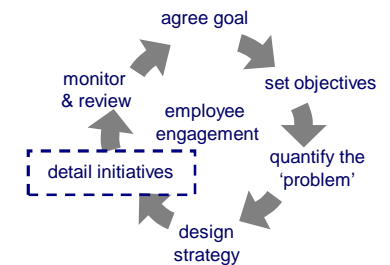 agree goal
set objectives
quantify the
‘problem’
design
strategy
detail initiatives
monitor
& review
employee
engagement